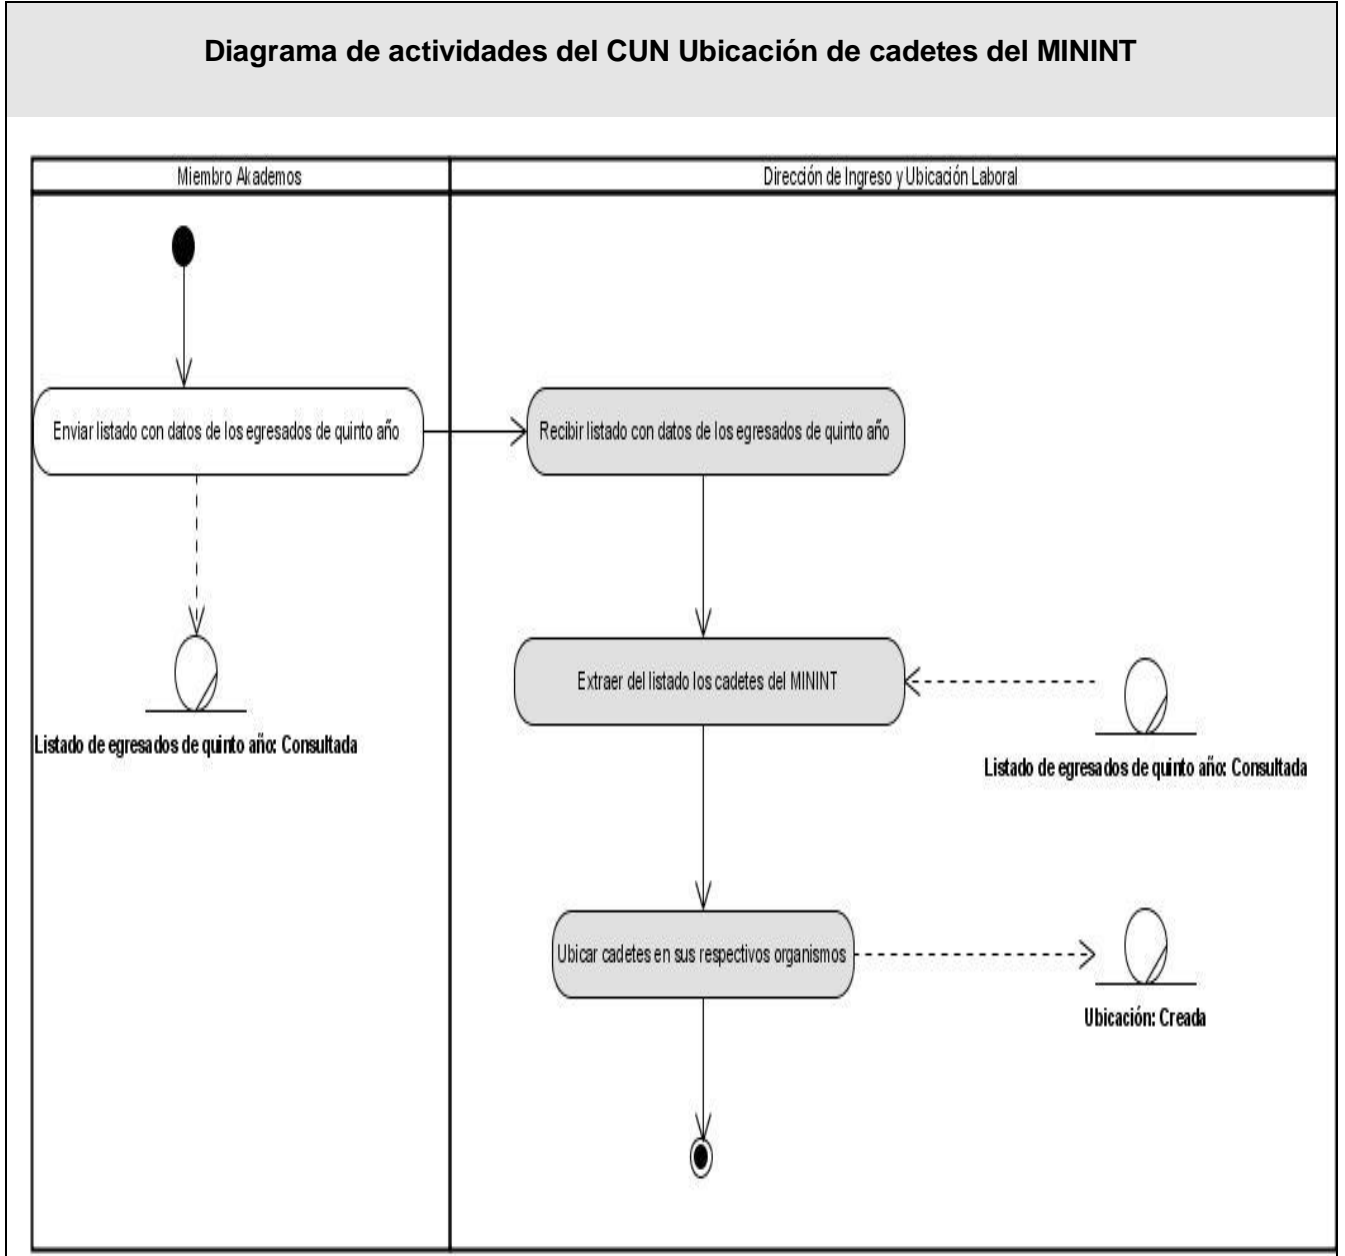 Diagrama de actividades del CUN Ubicación de cadetes del MININT
Miembro Akademos
Dirección de Ingreso y Ubicación Laboral
Enviar listado con datos de los egresados de quinto año
Recibir listado con datos de los egresados de quinto año
Extraer del listado los cadetes del MININT
Listado de egresados de quinto año: Consultada
Listado de egresados de quinto año: Consultada
Ubicar cadetes en sus respectivos organismos
Ubicación: Creada